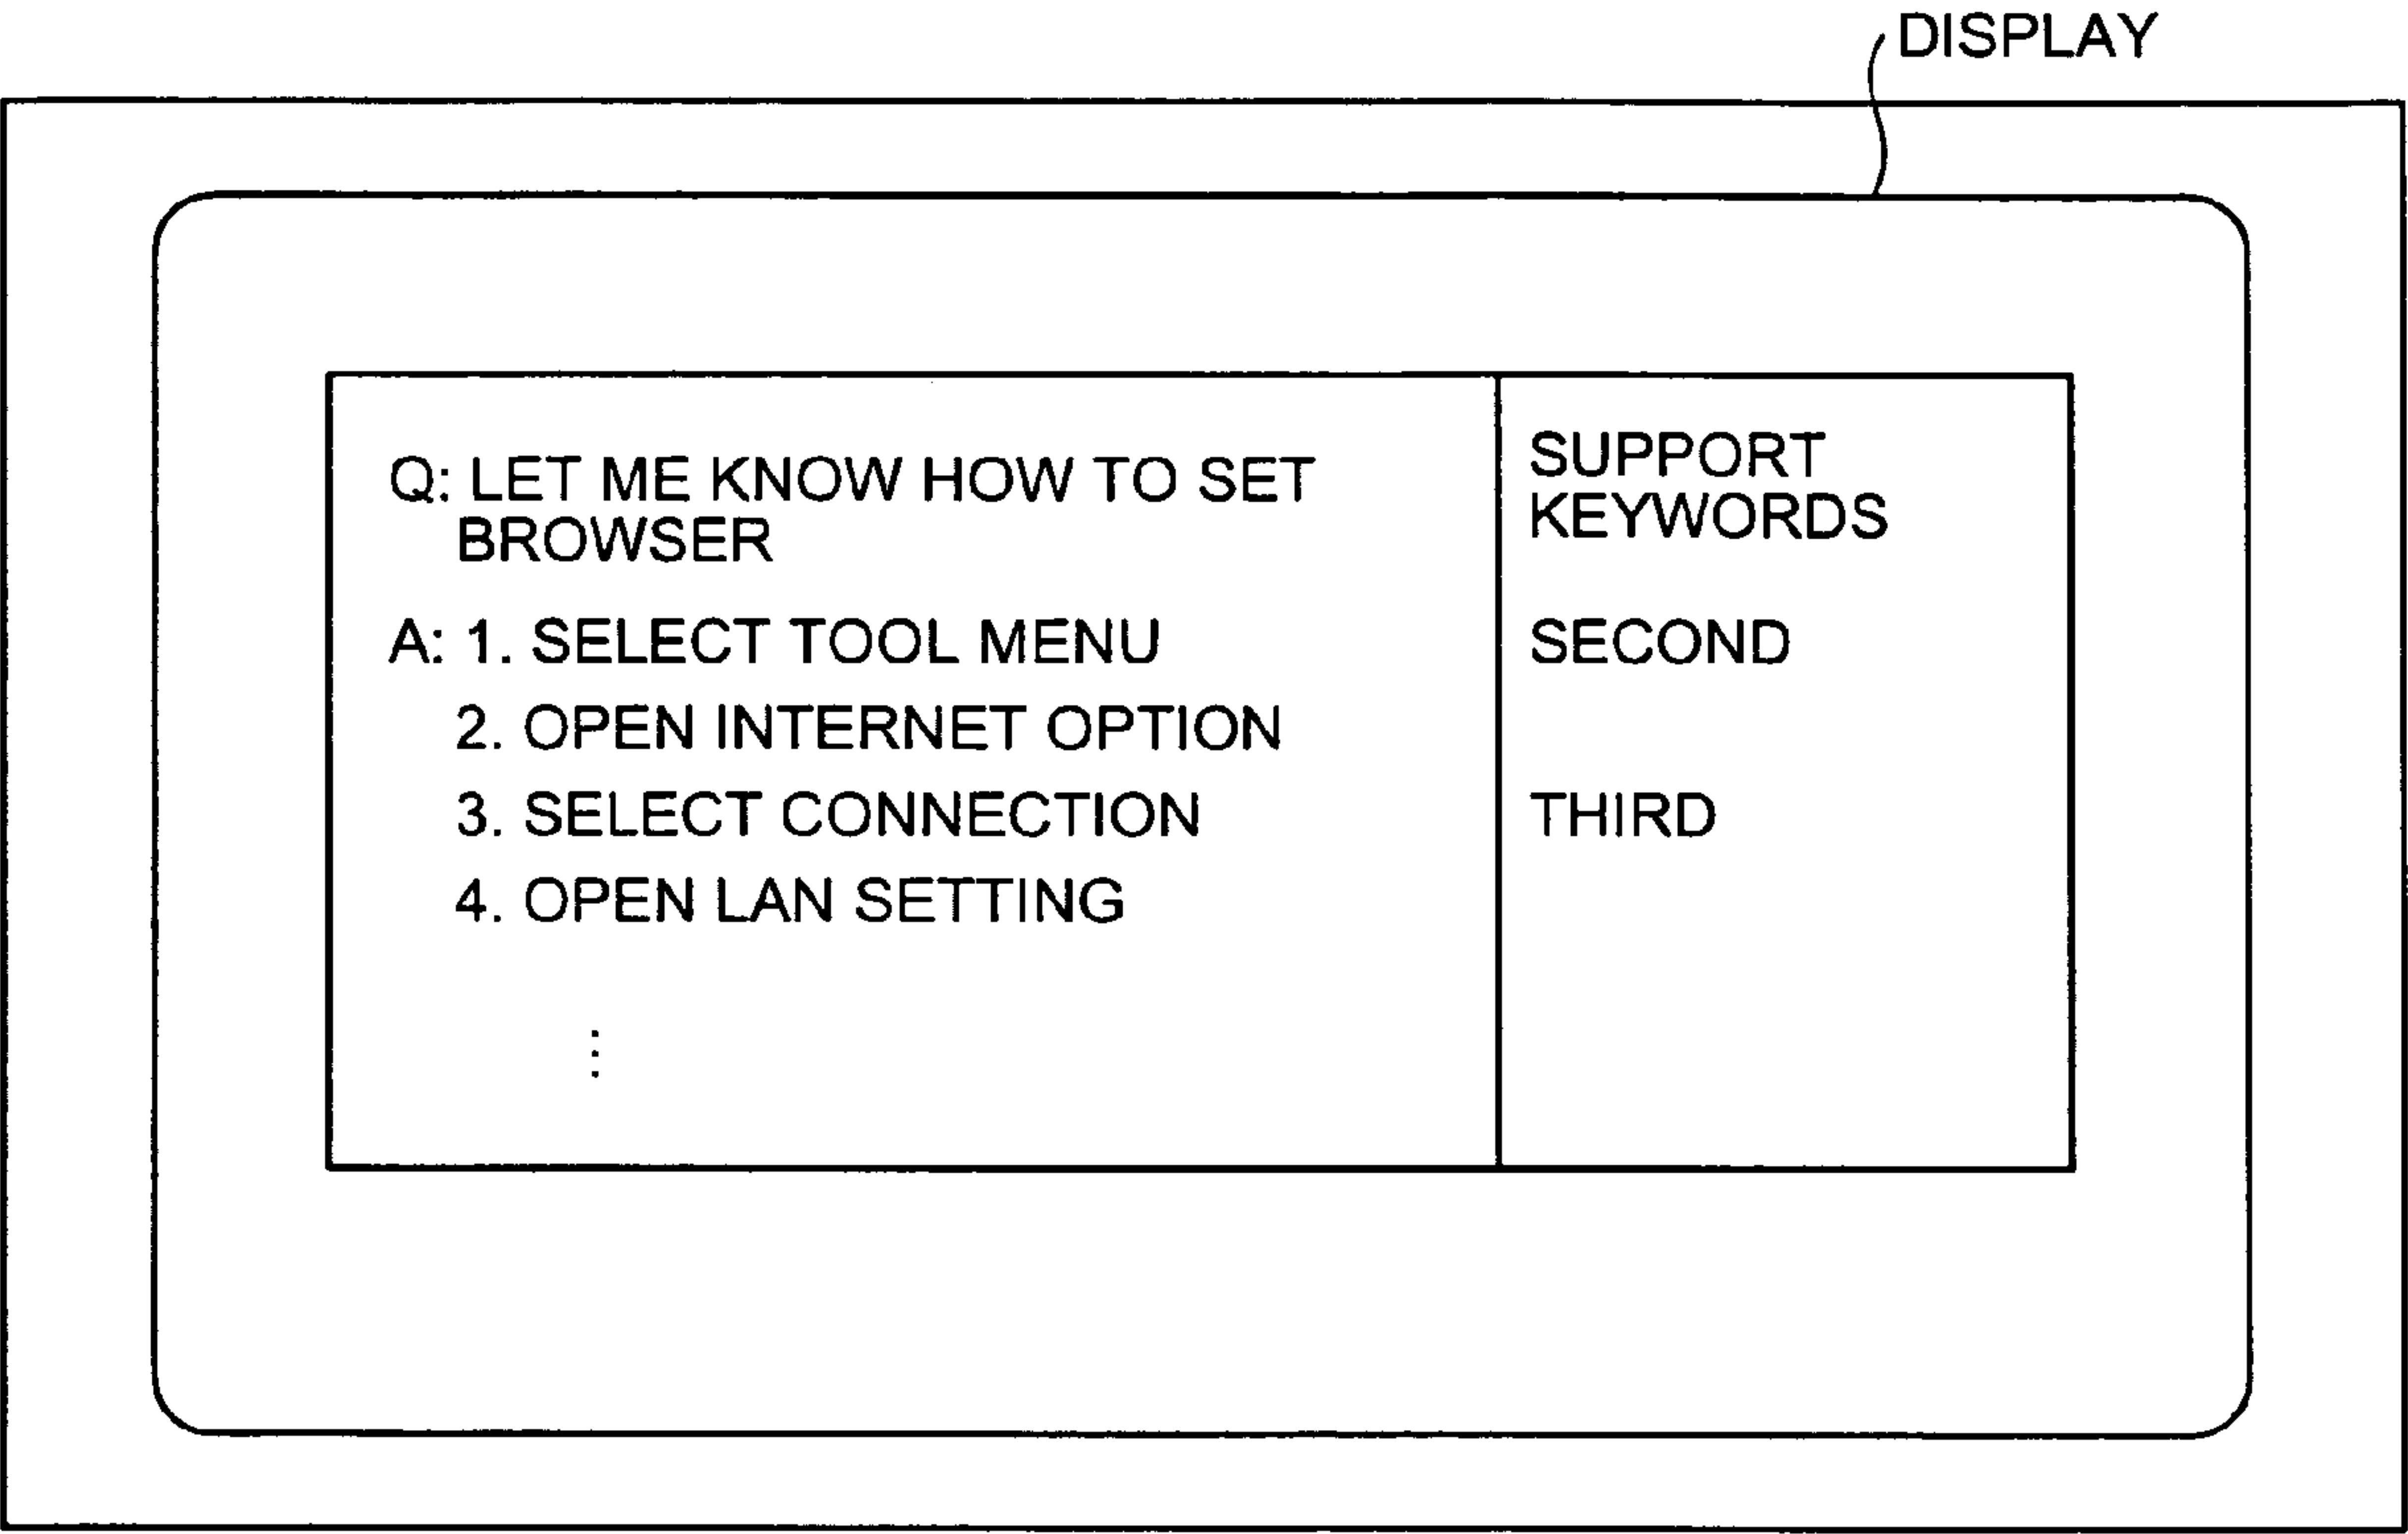 DISPLAY
Q: LET ME KNOW HOW TO SET
BROWSER
A: 1. SELECT TOOL MENU
2. OPEN INTERNET OPTION
3. SELECT CONNECTION
4. OPEN LAN SETTING
⋮
SUPPORT
KEYWORDS
SECOND
THIRD